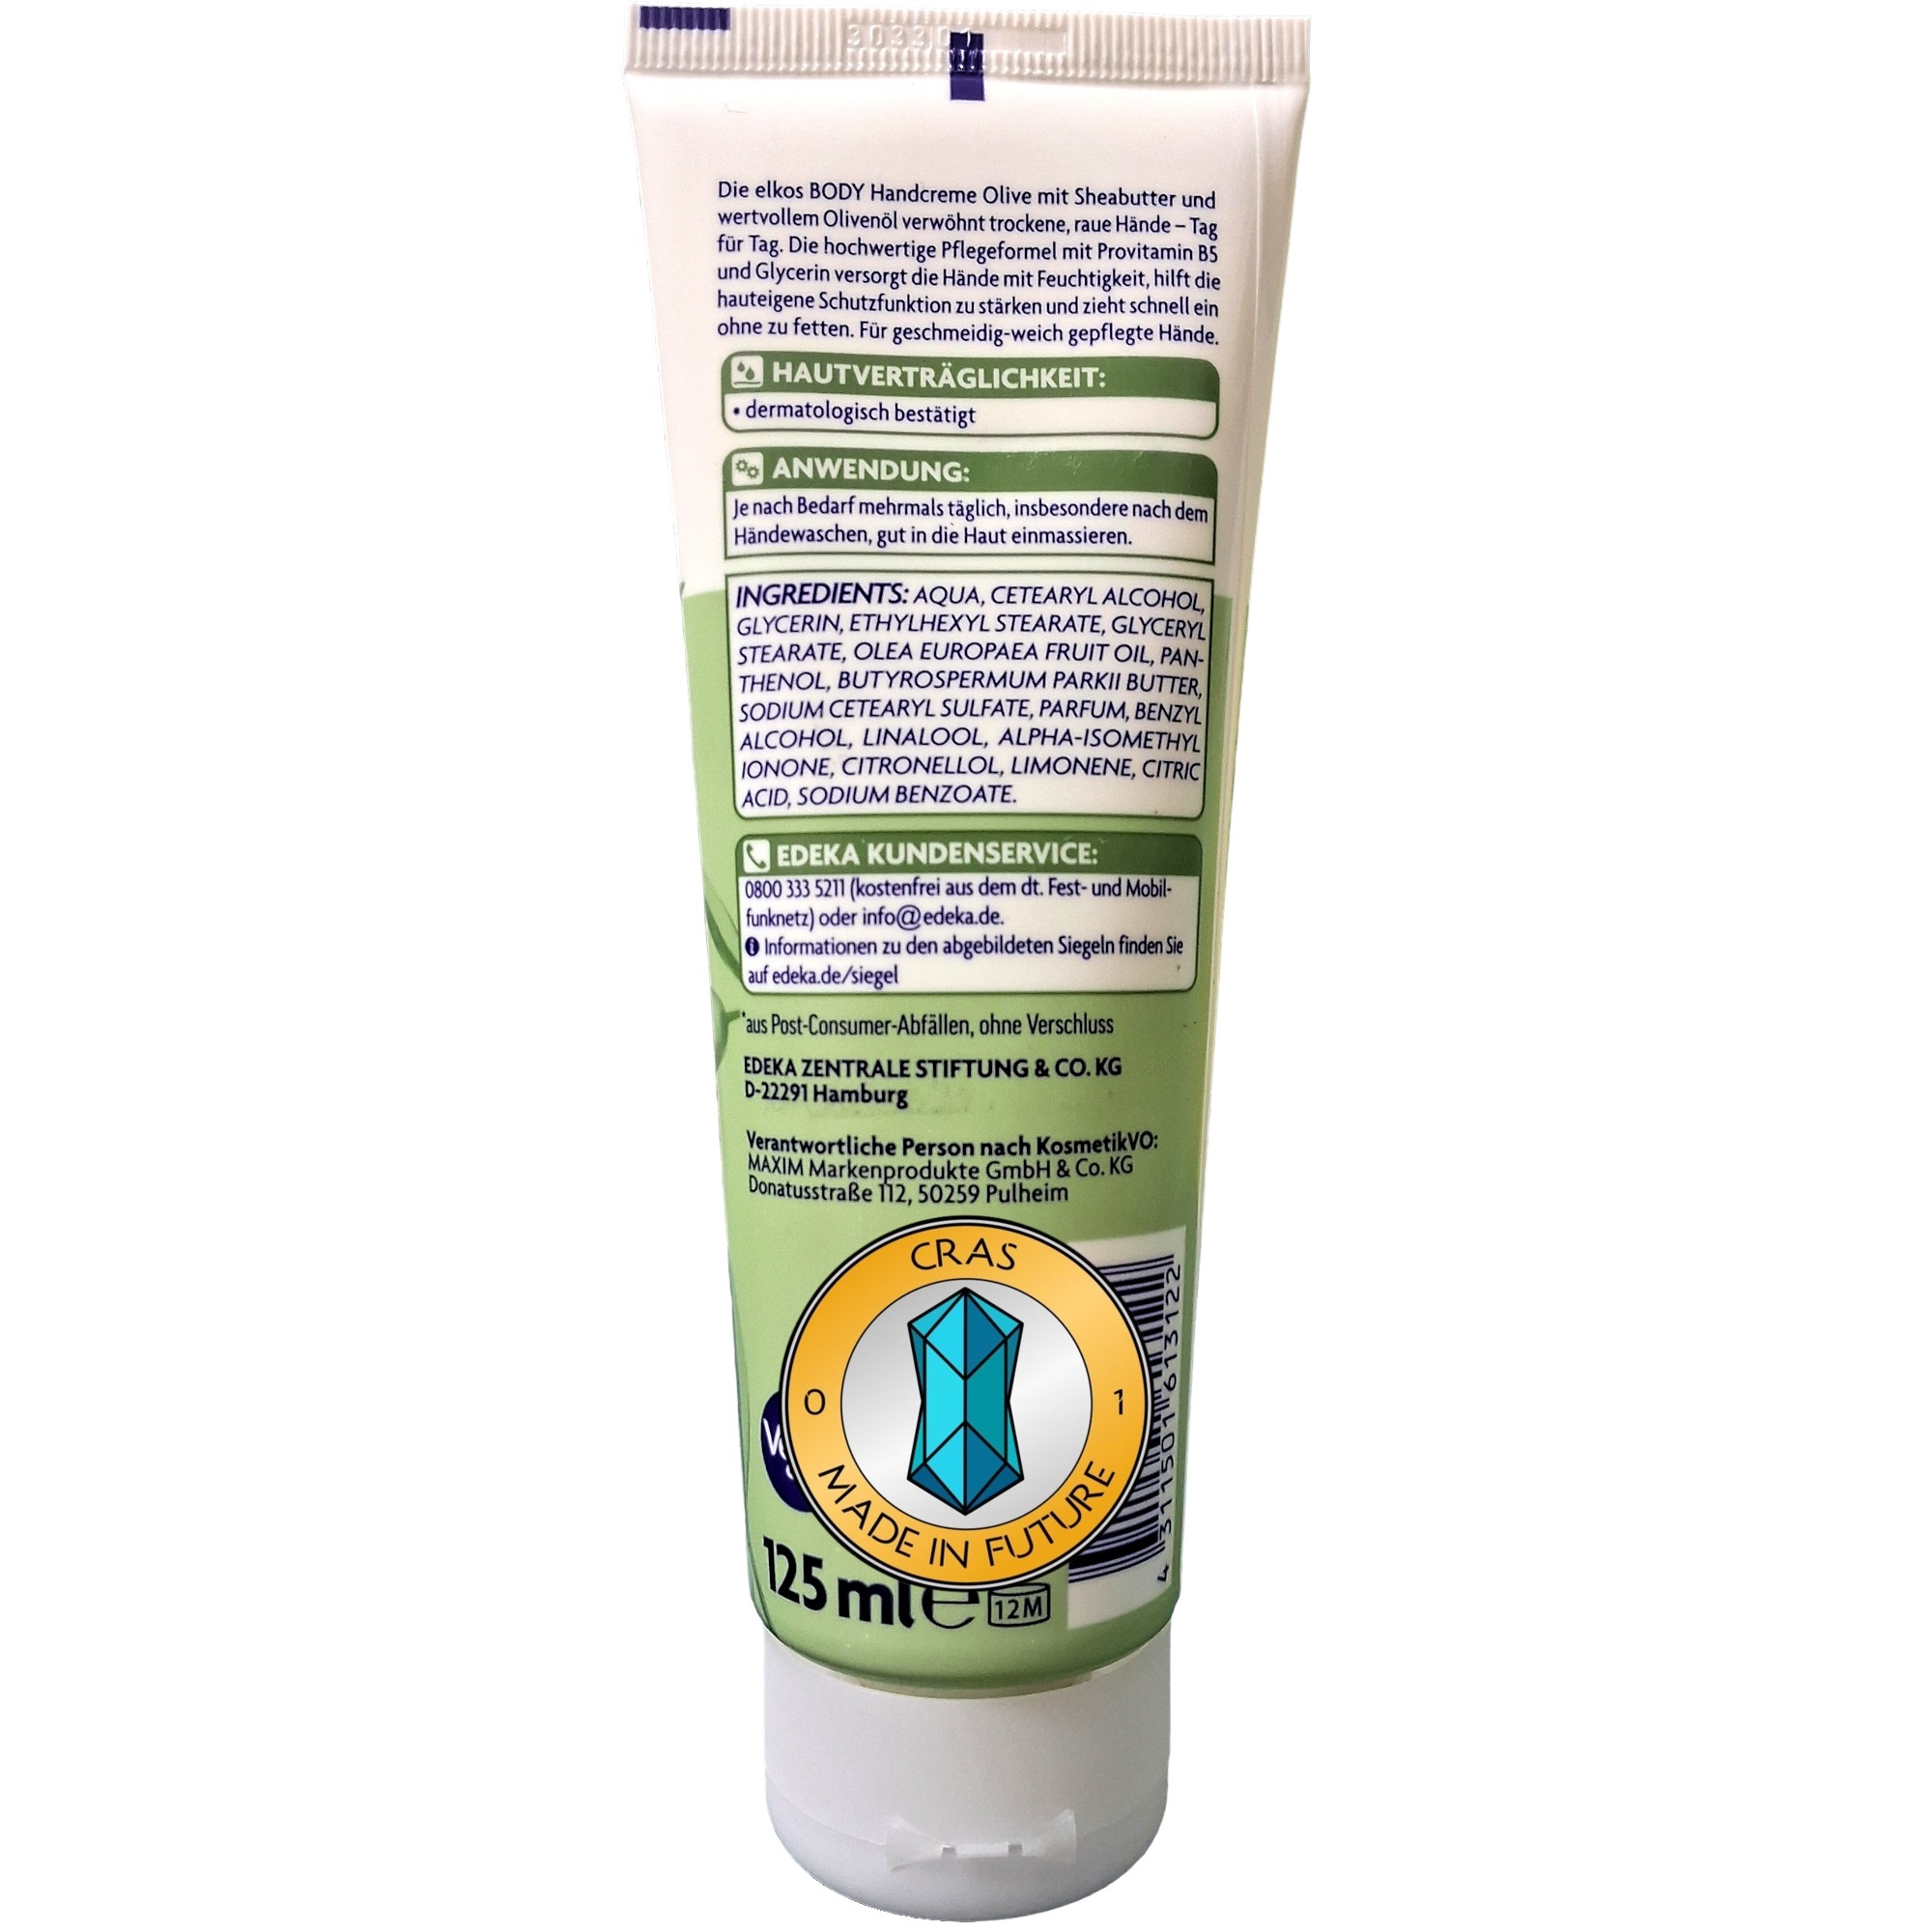 303301
Die elkos BODY Handcreme Olive mit Sheabutter und
wertvollem Olivenöl verwöhnt trockene, raue Hände – Tag
für Tag. Die hochwertige Pflegeformel mit Provitamin B5
und Glycerin versorgt die Hände mit Feuchtigkeit, hilft die
hauteigene Schutzfunktion zu stärken und zieht schnell ein
ohne zu fetten. Für geschmeidig-weich gepflegte Hände.
HAUTVERTRÄGLICHKEIT:
• dermatologisch bestätigt
ANWENDUNG:
Je nach Bedarf mehrmals täglich, insbesondere nach dem
Händewaschen, gut in die Haut einmassieren.
INGREDIENTS: AQUA, CETEARYL ALCOHOL,
GLYCERIN, ETHYLHEXYL STEARATE, GLYCERYL
STEARATE, OLEA EUROPAEA FRUIT OIL, PAN-
THENOL, BUTYROSPERMUM PARKII BUTTER,
SODIUM CETEARYL SULFATE, PARFUM, BENZYL
ALCOHOL, LINALOOL, ALPHA-ISOMETHYL
IONONE, CITRONELLOL, LIMONENE, CITRIC
ACID, SODIUM BENZOATE.
EDEKA KUNDENSERVICE:
0800 333 5211 (kostenfrei aus dem dt. Fest- und Mobil-
funknetz) oder info@edeka.de.
Informationen zu den abgebildeten Siegeln finden Sie
auf edeka.de/siegel
*aus Post-Consumer-Abfällen, ohne Verschluss
EDEKA ZENTRALE STIFTUNG & CO. KG
D-22291 Hamburg
Verantwortliche Person nach KosmetikVO:
MAXIM Markenprodukte GmbH & Co. KG
Donatusstraße 112, 50259 Pulheim
CRAS
0 1
MADE IN FUTURE
4 311501 613122
125 ml e
12M